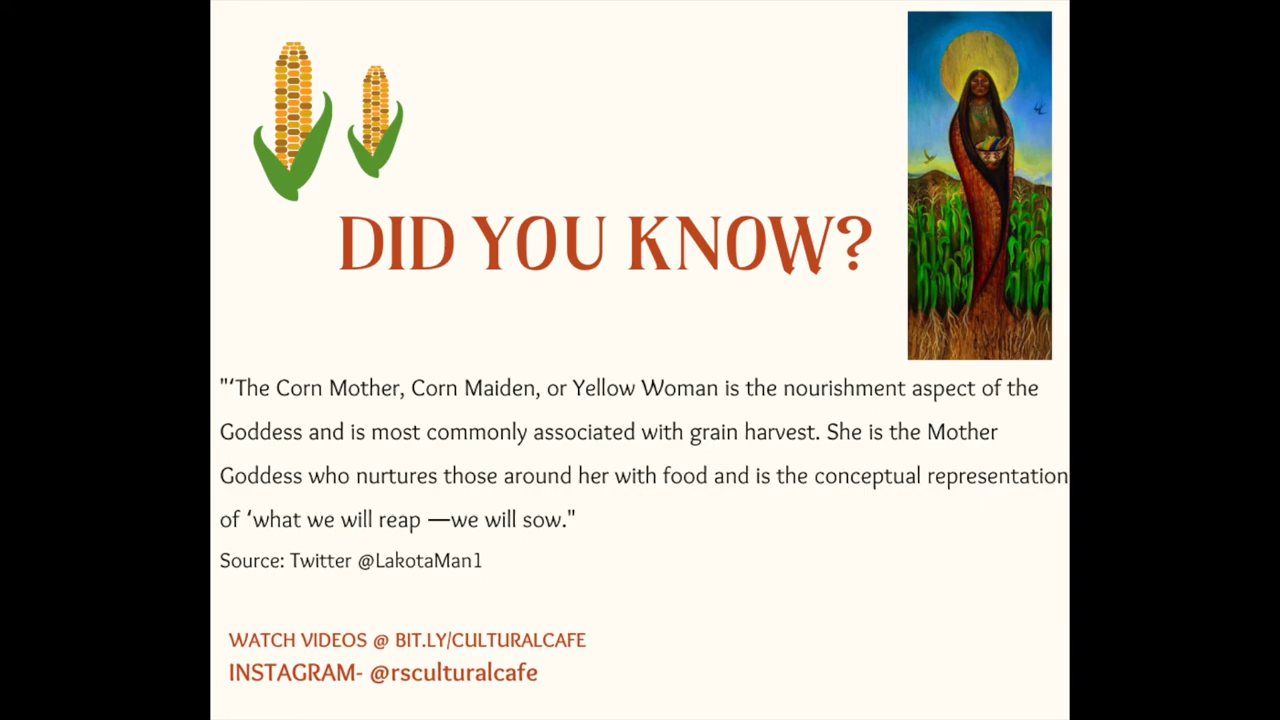 DID YOU KNOW?
"‘The Corn Mother, Corn Maiden, or Yellow Woman is the nourishment aspect of the
Goddess and is most commonly associated with grain harvest. She is the Mother
Goddess who nurtures those around her with food and is the conceptual representation
of ‘what we will reap —we will sow."
Source: Twitter @LakotaMan1
WATCH VIDEOS @ BIT.LY/CULTURALCAFE
INSTAGRAM- @rsculturalcafe